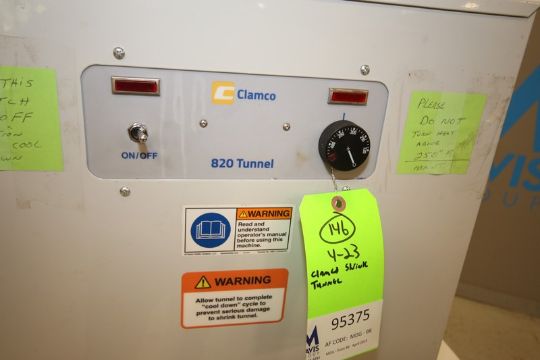 THIS
TCH
OFF
COOL
Clamco
ON/OFF
820 Tunnel
PLEASE
DO NOT
TURN HEAT
ABOVE
250° F
WARNING
Read and
understand
operator's manual
before using this
machine.
WARNING
Allow tunnel to complete
"cool down" cycle to
prevent serious damage
to shrink tunnel.
146
4-23
Clamco Shrink
Tunnel
95375
AF CODE: